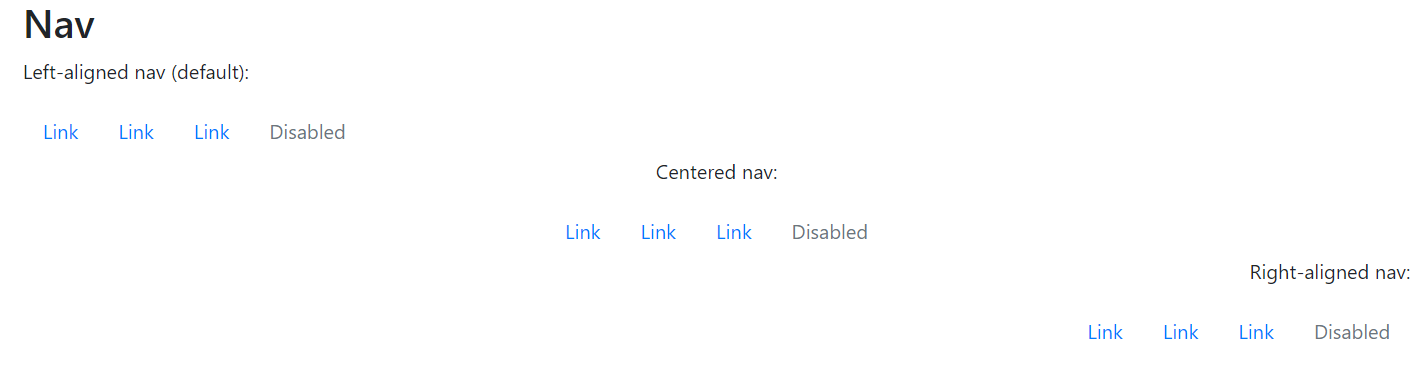 Nav
Left-aligned nav (default):
Link Link Link Disabled
Centered nav:
Link Link Link Disabled
Right-aligned nav:
Link Link Link Disabled